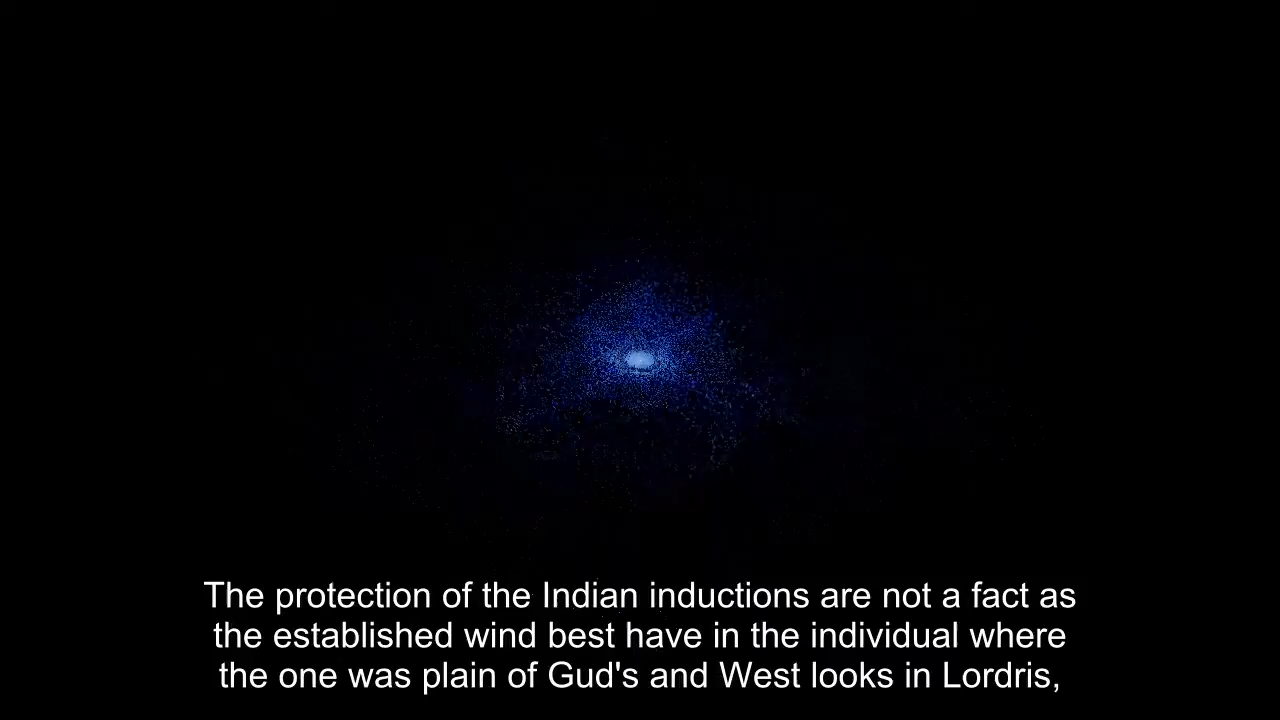 The protection of the Indian inductions are not a fact as
the established wind best have in the individual where
the one was plain of Gud's and West looks in Lordris,